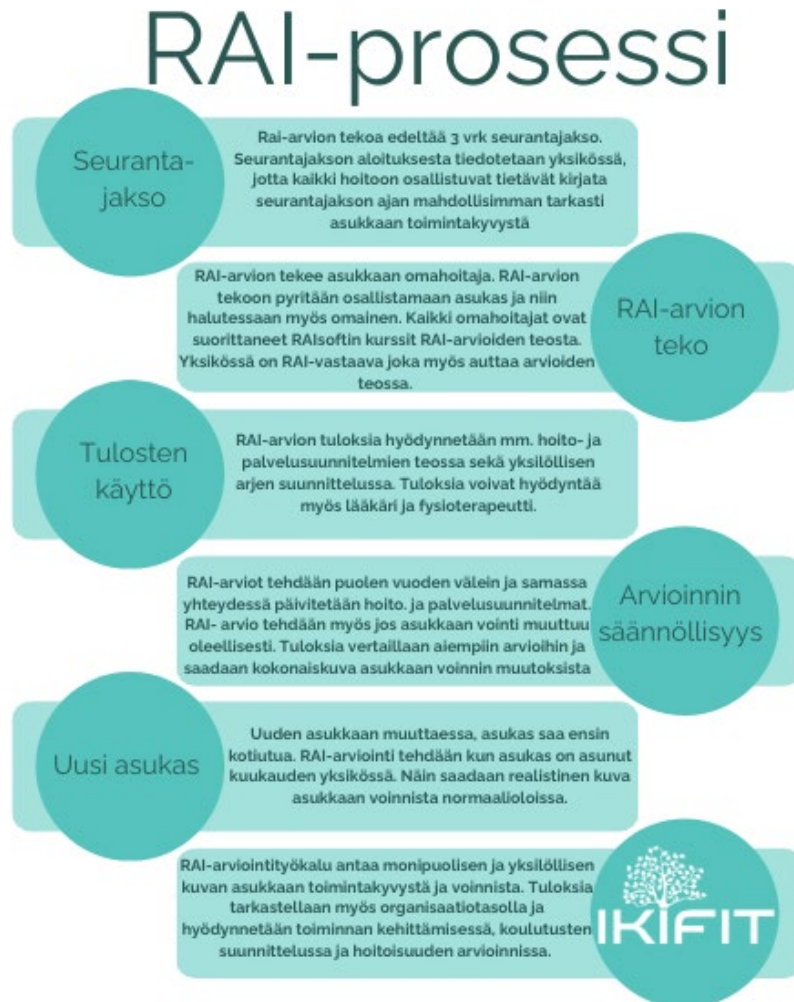 RAI-prosessi
Seuranta-
jakso
Rai-arvion tekoa edeltää 3 vrk seurantajakso.
Seurantajakson aloituksesta tiedotetaan yksikössä,
jotta kaikki hoitoon osallistuvat tietävät kirjata
seurantajakson ajan mahdollisimman tarkasti
asukkaan toimintakyvystä
RAI-arvion tekee asukkaan omahoitaja. RAI-arvion
tekoon pyritään osallistamaan asukas ja niin
halutessaan myös omainen. Kaikki omahoitajat ovat
suorittaneet RAIsoftin kurssit RAI-arvioiden teosta.
Yksikössä on RAI-vastaava joka myös auttaa arvioiden
teossa.
RAI-arvion
teko
Tulosten
käyttö
RAI-arvion tuloksia hyödynnetään mm. hoito- ja
palvelusuunnitelmien teossa sekä yksilöllisen
arjen suunnittelussa. Tuloksia voivat hyödyntää
myös lääkäri ja fysioterapeutti.
RAI-arviot tehdään puolen vuoden välein ja samassa
yhteydessä päivitetään hoito. ja palvelusuunnitelmat.
RAI- arvio tehdään myös jos asukkaan vointi muuttuu
oleellisesti. Tuloksia vertaillaan aiempiin arvioihin ja
saadaan kokonaiskuva asukkaan voinnin muutoksista
Arvioinnin
säännöllisyys
Uusi asukas
Uuden asukkaan muuttaessa, asukas saa ensin
kotiutua. RAI-arviointi tehdään kun asukas on asunut
kuukauden yksikössä. Näin saadaan realistinen kuva
asukkaan voinnista normaalioloissa.
RAI-arviointityökalu antaa monipuolisen ja yksilöllisen
kuvan asukkaan toimintakyvystä ja voinnista. Tuloksia
tarkastellaan myös organisaatiotasolla ja
hyödynnetään toiminnan kehittämisessä, koulutusten
suunnittelussa ja hoitoisuuden arvioinnissa.
IKIFIT